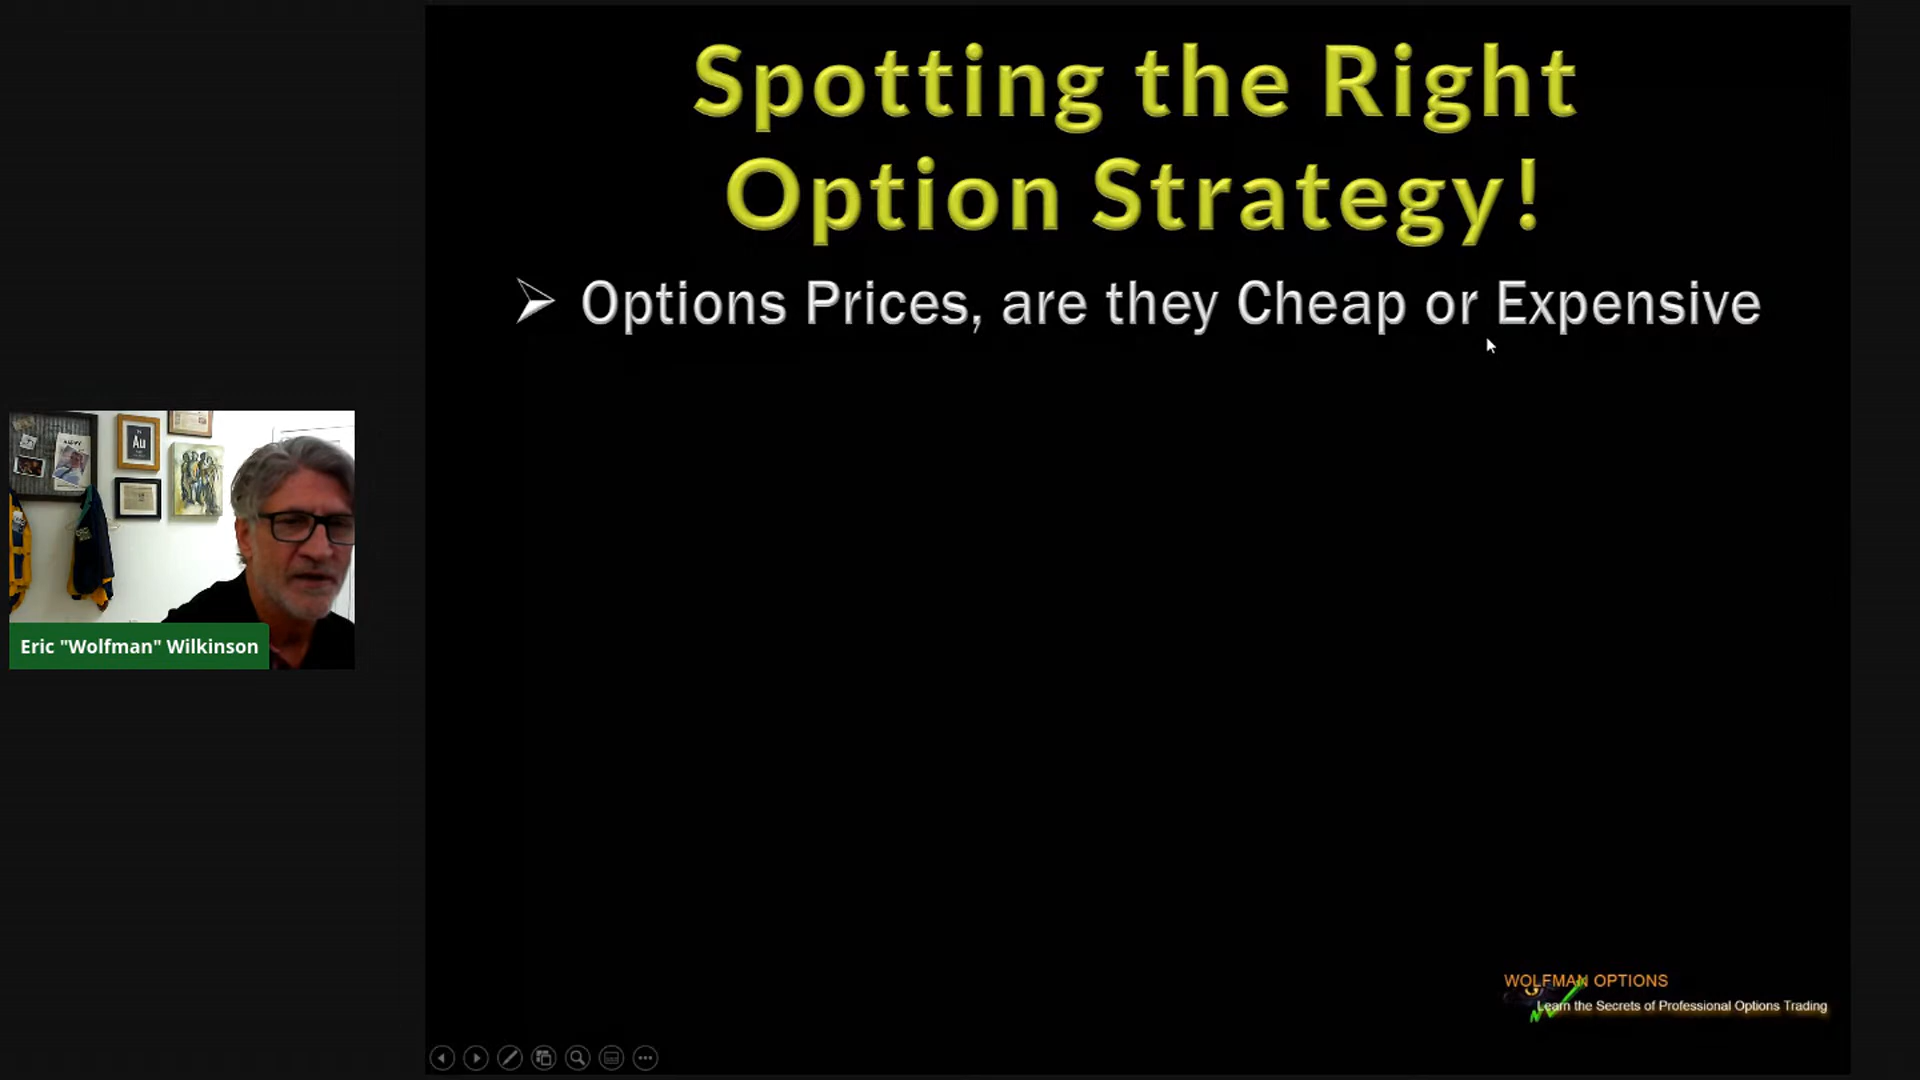 Spotting the Right
Option Strategy!
➢ Options Prices, are they Cheap or Expensive
Au
Eric "Wolfman" Wilkinson
WOLFMAN OPTIONS
Learn the Secrets of Professional Options Trading